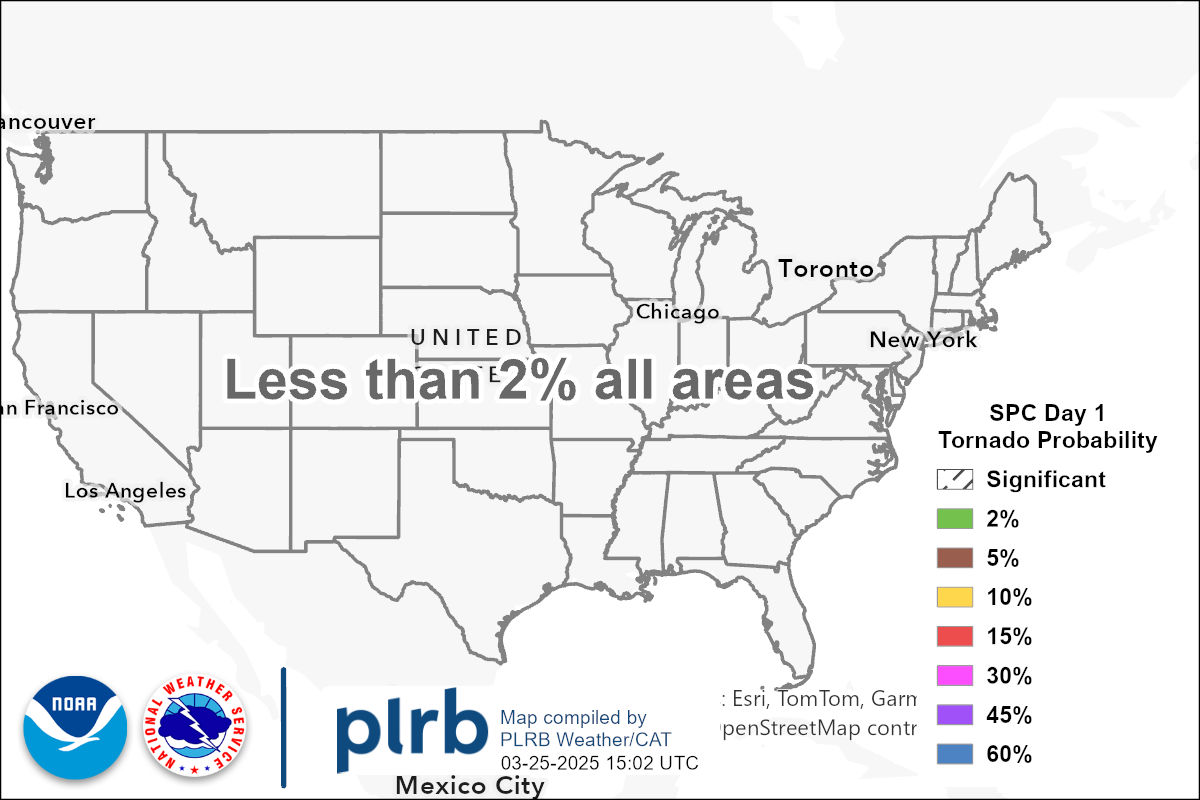 ancouver
Toronto
Chicago
New York
UNITED
Less than 2% all areas
an Francisco
Los Angeles
SPC Day 1
Tornado Probability
Significant
2%
5%
10%
15%
30%
45%
60%
NOAA
NATIONAL WEATHER SERVICE
plrb
Map compiled by
PLRB Weather/CAT
03-25-2025 15:02 UTC
: Esri, TomTom, Garm
penStreetMap contr
Mexico City